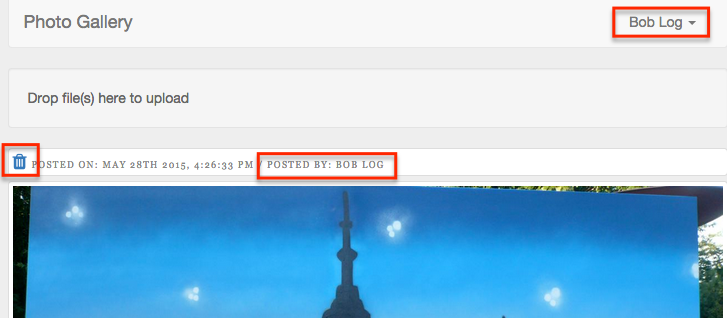 Photo Gallery
Bob Log
Drop file(s) here to upload
POSTED ON: MAY 28TH 2015, 4:26:33 PM / POSTED BY: BOB LOG